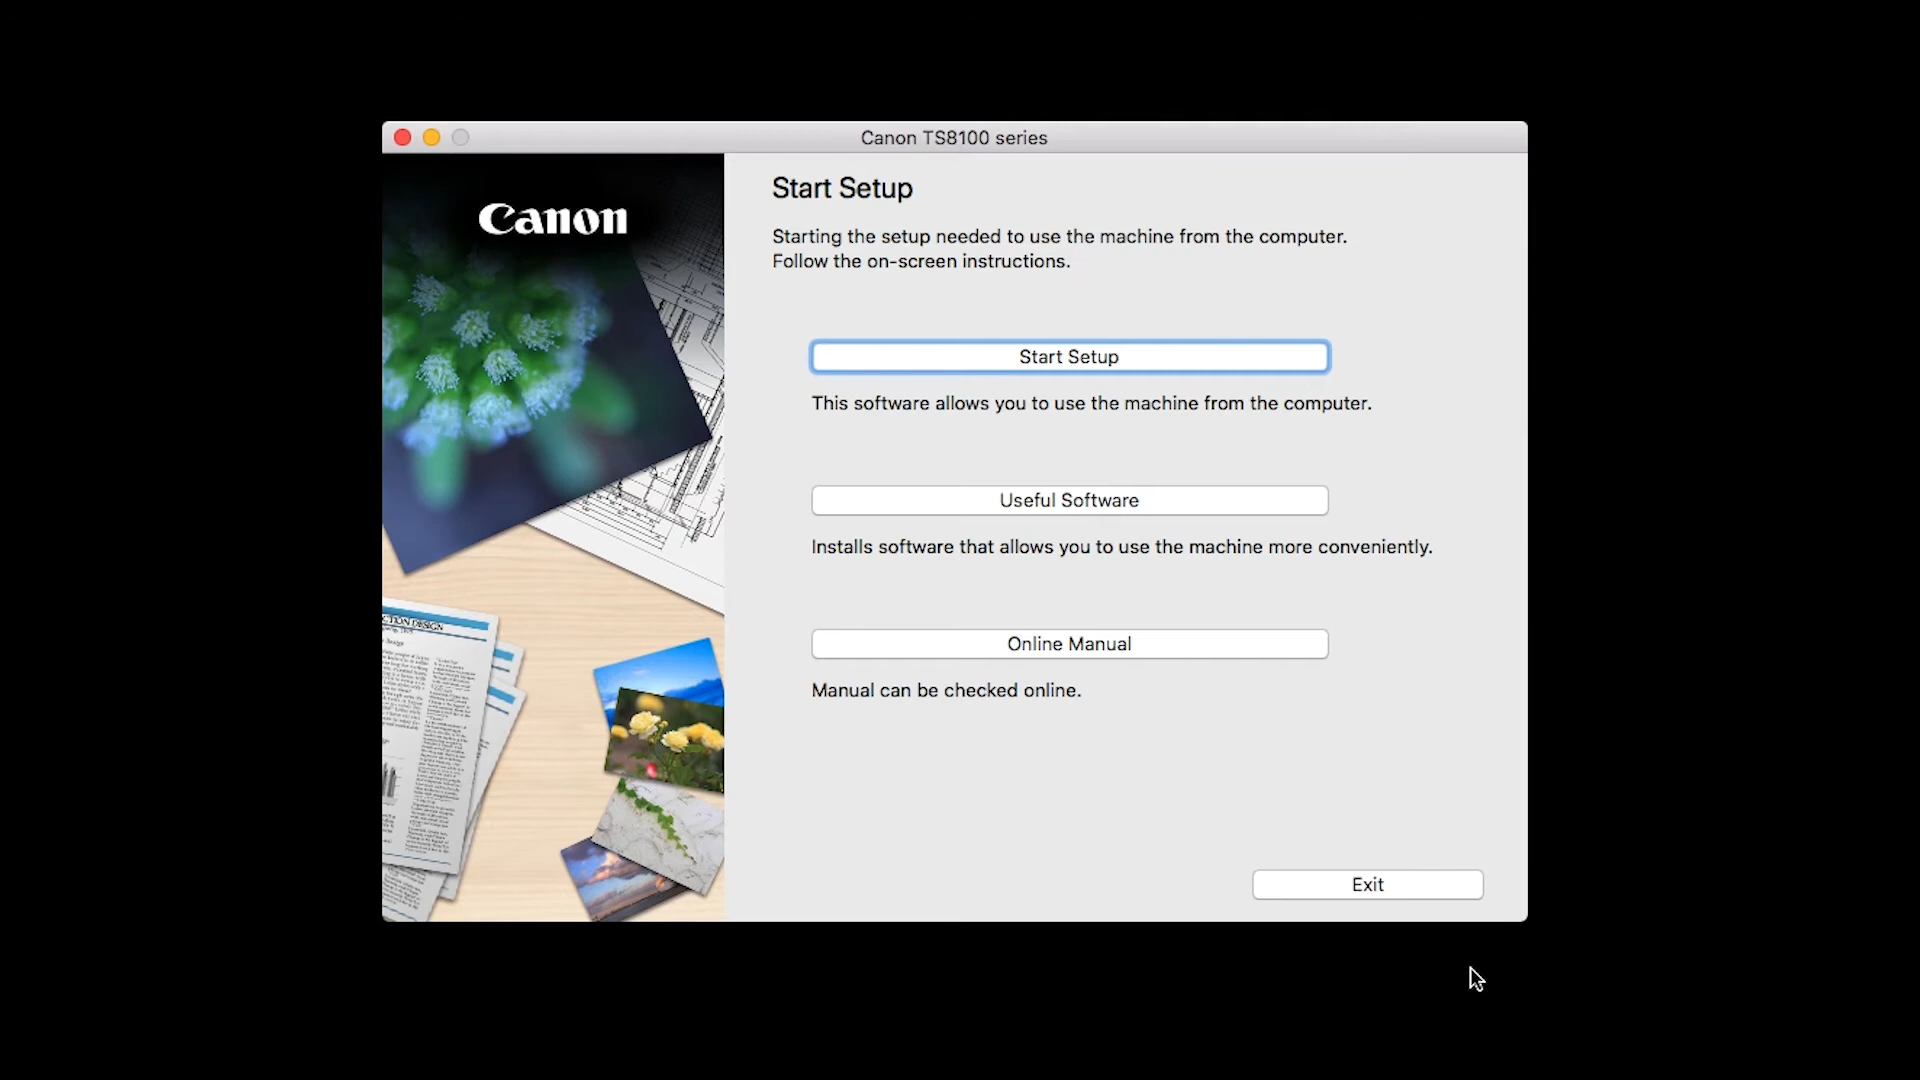 Canon TS8100 series
Canon
Start Setup
Starting the setup needed to use the machine from the computer.
Follow the on-screen instructions.
Start Setup
This software allows you to use the machine from the computer.
Useful Software
Installs software that allows you to use the machine more conveniently.
Online Manual
Manual can be checked online.
Exit
CTION DESIGN